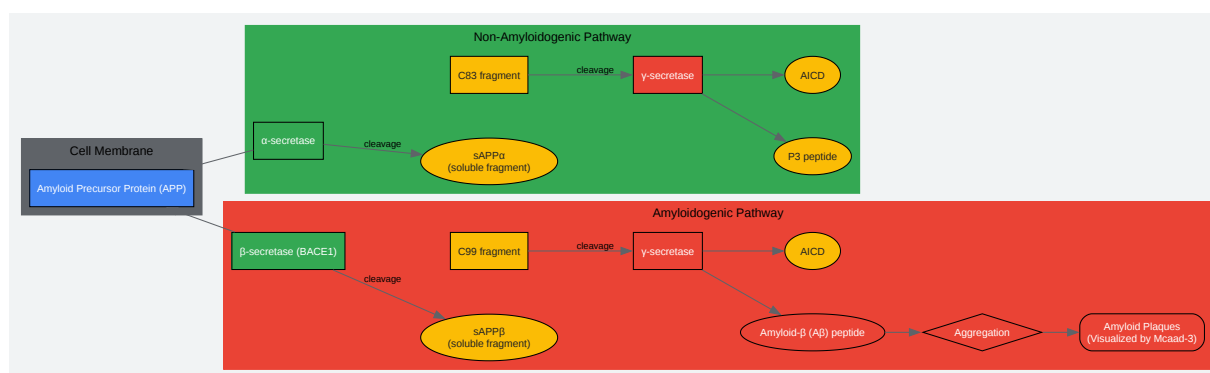 Non-Amyloidogenic Pathway
C83 fragment
cleavage
γ-secretase
AICD
α-secretase
cleavage
sAPPα
(soluble fragment)
P3 peptide
Cell Membrane
Amyloid Precursor Protein (APP)
Amyloidogenic Pathway
β-secretase (BACE1)
C99 fragment
cleavage
γ-secretase
AICD
cleavage
sAPPβ
(soluble fragment)
Amyloid-β (Aβ) peptide
Aggregation
Amyloid Plaques
(Visualized by Mcaad-3)